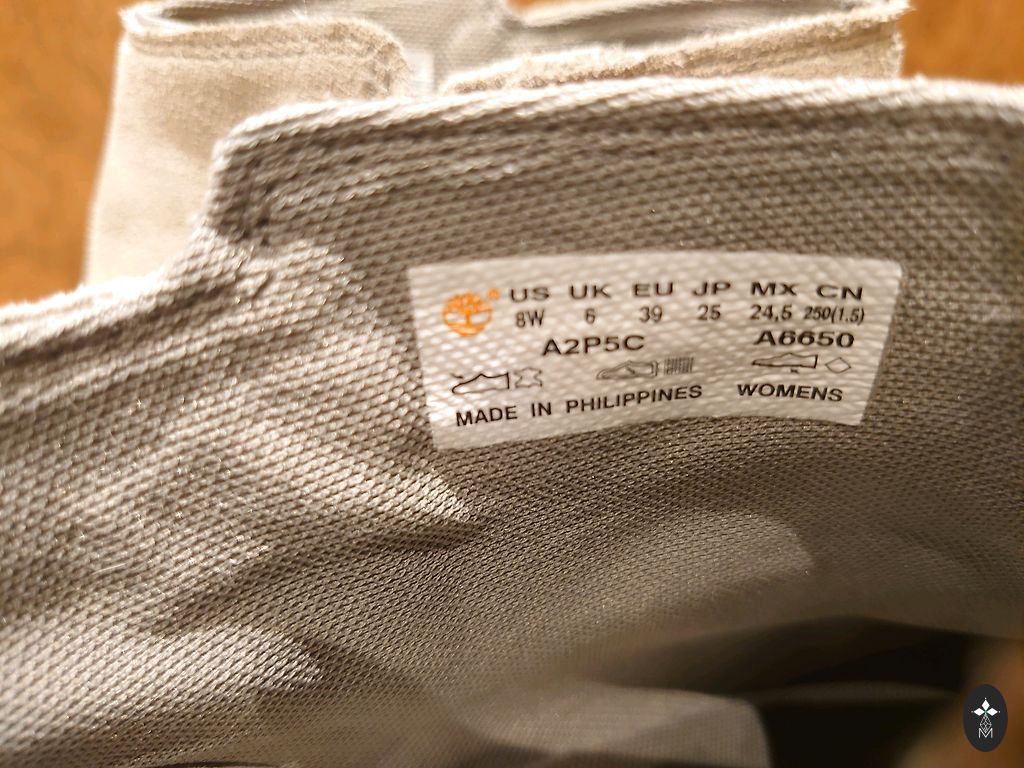 US UK EU JP MX CN
8W 6 39 25 24,5 250(1.5)
A2P5C A6650
MADE IN PHILIPPINES WOMENS
M